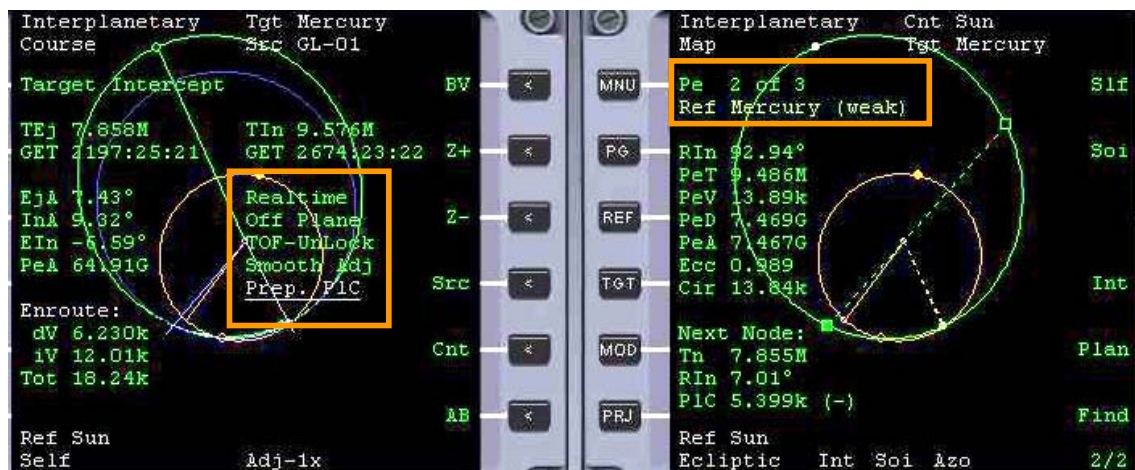 Interplanetary Tgt Mercury
Course Src GL-01
Target Intercept BV
TEj 7.858M TIn 9.576M
GET 2197:25:21 GET 2674:23:22 Z+
EjA 7.43° Realtime
InA 9.32° Off Plane Z-
EIn -6.59° TOF-UnLock
PeA 64.91G Smooth Adj Src
Prep. PlC
Enroute:
dV 6.230k
iV 12.01k Cnt
Tot 18.24k
AB
Ref Sun
Self Adj-1x
<
<
<
<
<
<
MNU
PG
REF
TGT
MOD
PRJ
Interplanetary Cnt Sun
Map Tgt Mercury
Pe 2 of 3 Slf
Ref Mercury (weak)
RIn 92.94° Soi
PeT 9.486M
PeV 13.89k
PeD 7.469G
PeA 7.467G
Ecc 0.989
Cir 13.84k Int
Next Node:
Tn 7.855M Plan
RIn 7.01°
PlC 5.399k (-)
Find
Ref Sun
Ecliptic Int Soi Azo 2/2